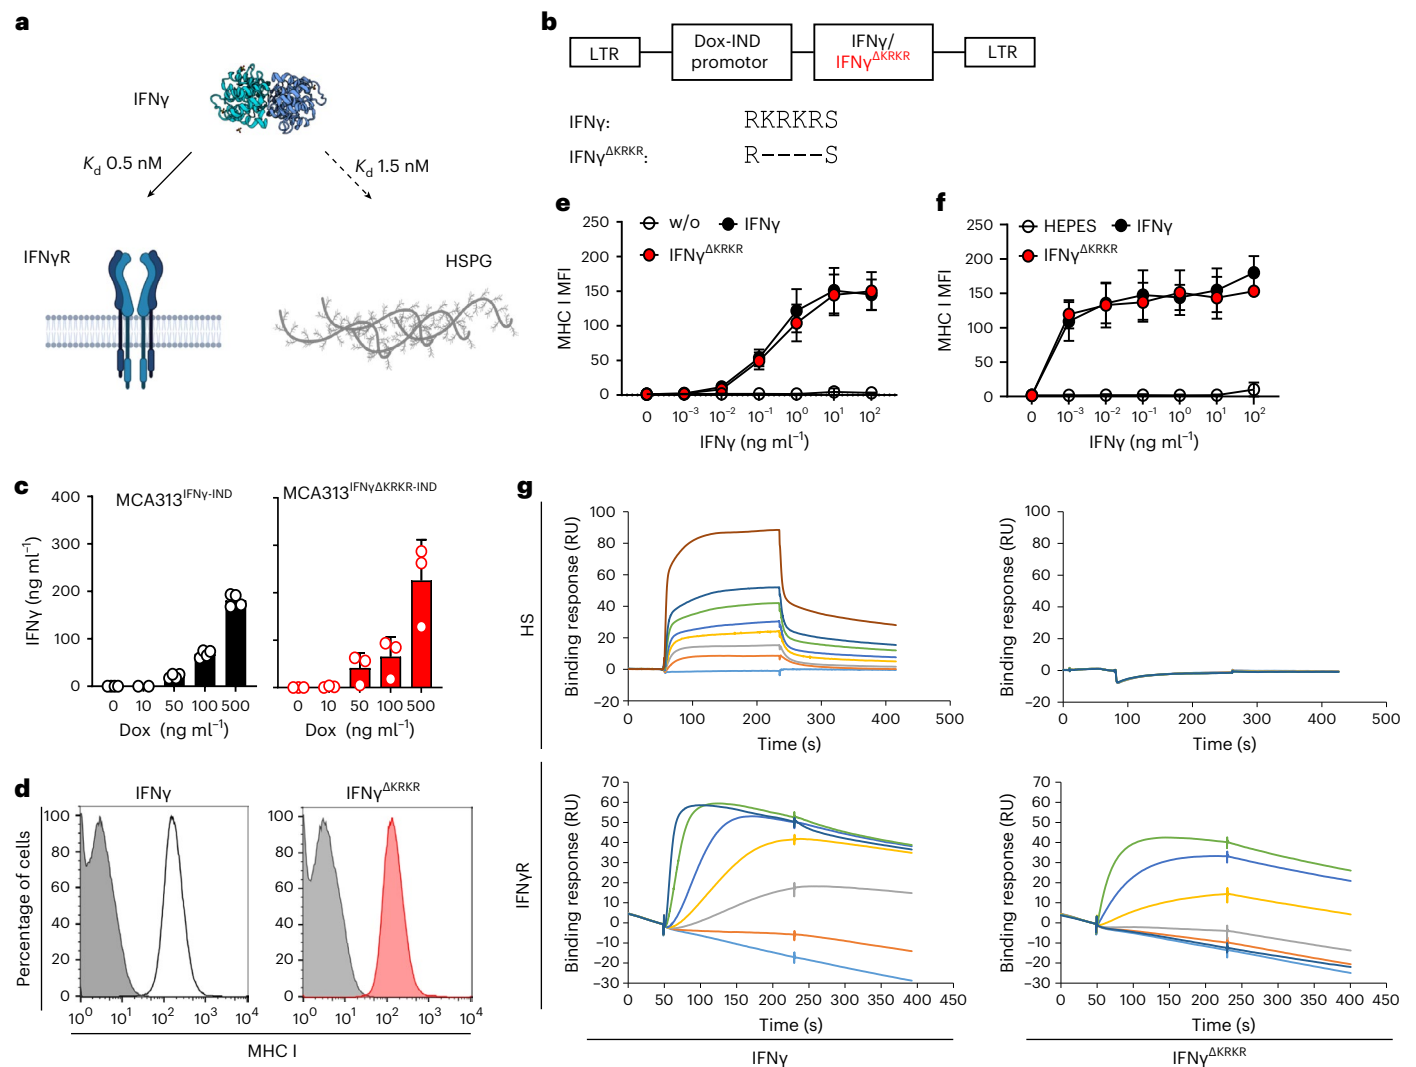 a
IFNγ
Kd 0.5 nM
Kd 1.5 nM
IFNγR
HSPG
b
LTR
Dox-IND
promotor
IFNγ/
IFNγΔKRKR
LTR
IFNγ: RKRKRS
IFNγΔKRKR: R----S
c
MCA313IFNγ-IND
MCA313IFNγΔKRKR-IND
IFNγ (ng ml−1)
400
300
200
100
0
0 10 50 100 500
Dox (ng ml−1)
0 10 50 100 500
Dox (ng ml−1)
d
IFNγ
IFNγΔKRKR
Percentage of cells
100
80
60
40
20
0
100 101 102 103 104
100
80
60
40
20
0
100 101 102 103 104
MHC I
e
w/o IFNγ
IFNγΔKRKR
MHC I MFI
250
200
150
100
50
0
0 10−3 10−2 10−1 100 101 102
IFNγ (ng ml−1)
f
HEPES IFNγ
IFNγΔKRKR
MHC I MFI
250
200
150
100
50
0
0 10−3 10−2 10−1 100 101 102
IFNγ (ng ml−1)
g
HS
Binding response (RU)
100
80
60
40
20
0
−20
0 100 200 300 400 500
Time (s)
Binding response (RU)
100
80
60
40
20
0
−20
0 100 200 300 400 500
Time (s)
IFNγR
Binding response (RU)
70
60
50
40
30
20
10
0
−10
−20
−30
0 50 100 150 200 250 300 350 400 450
Time (s)
IFNγ
Binding response (RU)
70
60
50
40
30
20
10
0
−10
−20
−30
0 50 100 150 200 250 300 350 400 450
Time (s)
IFNγΔKRKR